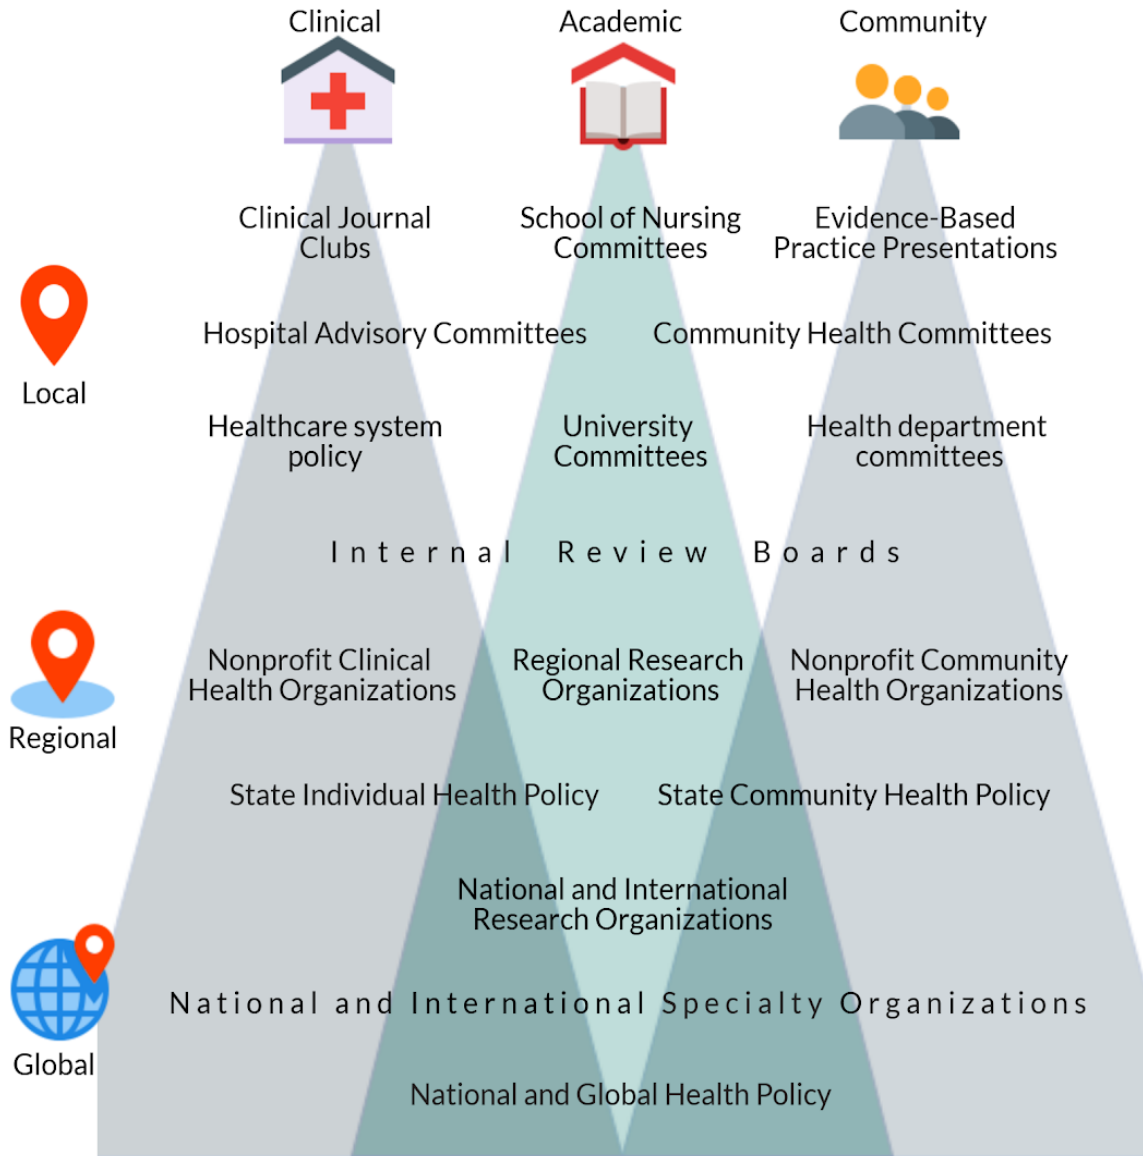 Clinical
Academic
Community
Clinical Journal
Clubs
School of Nursing
Committees
Evidence-Based
Practice Presentations
Hospital Advisory Committees
Community Health Committees
Local
Healthcare system
policy
University
Committees
Health department
committees
Internal Review Boards
Nonprofit Clinical
Health Organizations
Regional Research
Organizations
Nonprofit Community
Health Organizations
Regional
State Individual Health Policy
State Community Health Policy
National and International
Research Organizations
National and International Specialty Organizations
Global
National and Global Health Policy